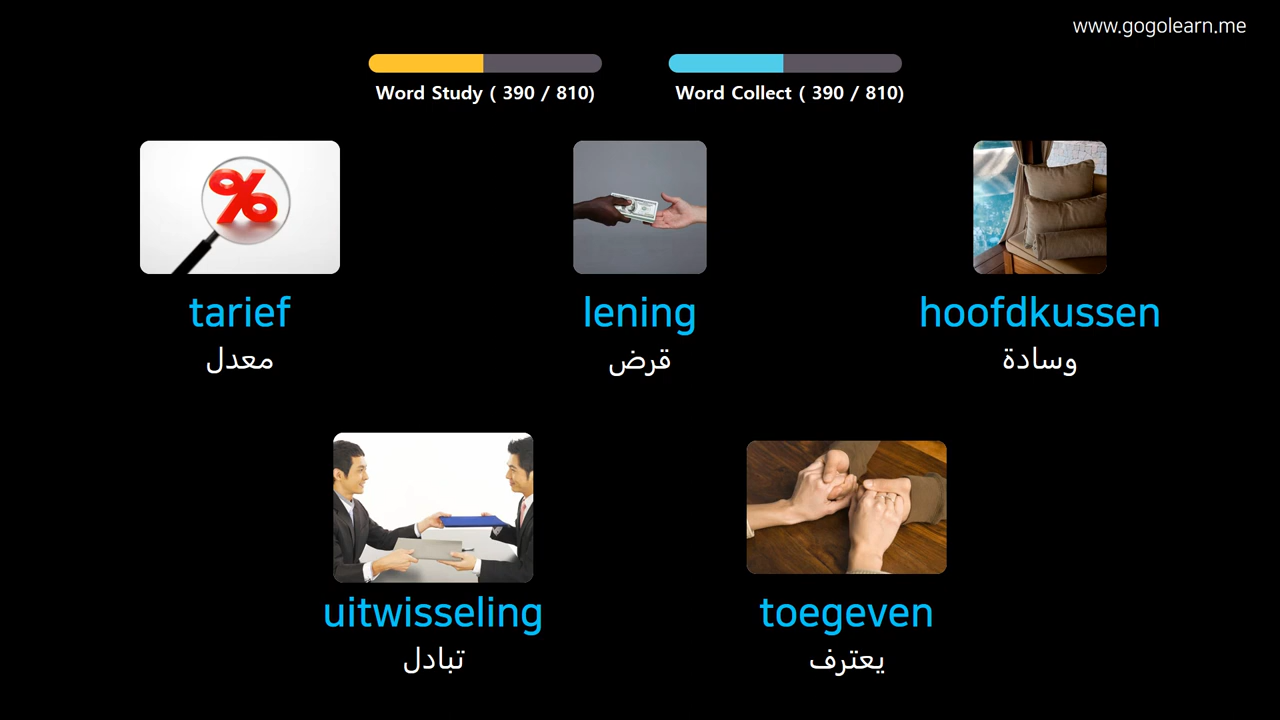 www.gogolearn.me
Word Study ( 390 / 810)
Word Collect ( 390 / 810)
tarief
معدل
lening
قرض
hoofdkussen
وسادة
uitwisseling
تبادل
toegeven
يعترف